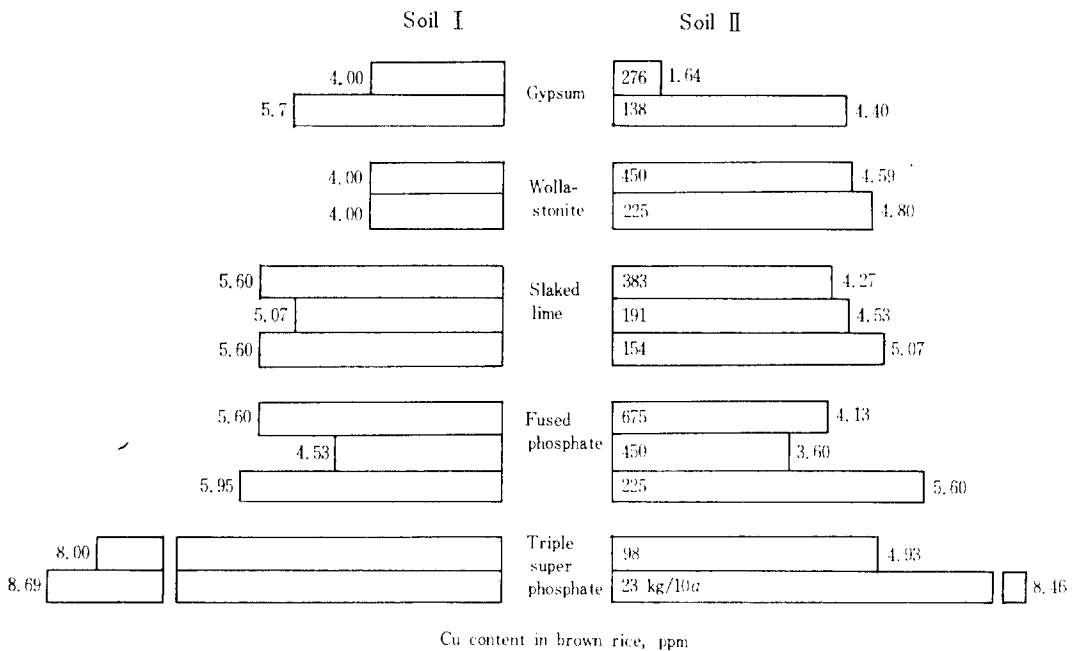 Soil I Soil II
4.00 Gypsum 276 1.64
5.7 138 4.40
4.00 Wolla- 450 4.59
4.00 stonite 225 4.80
5.60 Slaked 383 4.27
5.07 lime 191 4.53
5.60 154 5.07
5.60 Fused 675 4.13
4.53 phosphate 450 3.60
5.95 225 5.60
8.00 Triple 98 4.93
super
8.69 phosphate 23 kg/10a 8.46
Cu content in brown rice, ppm